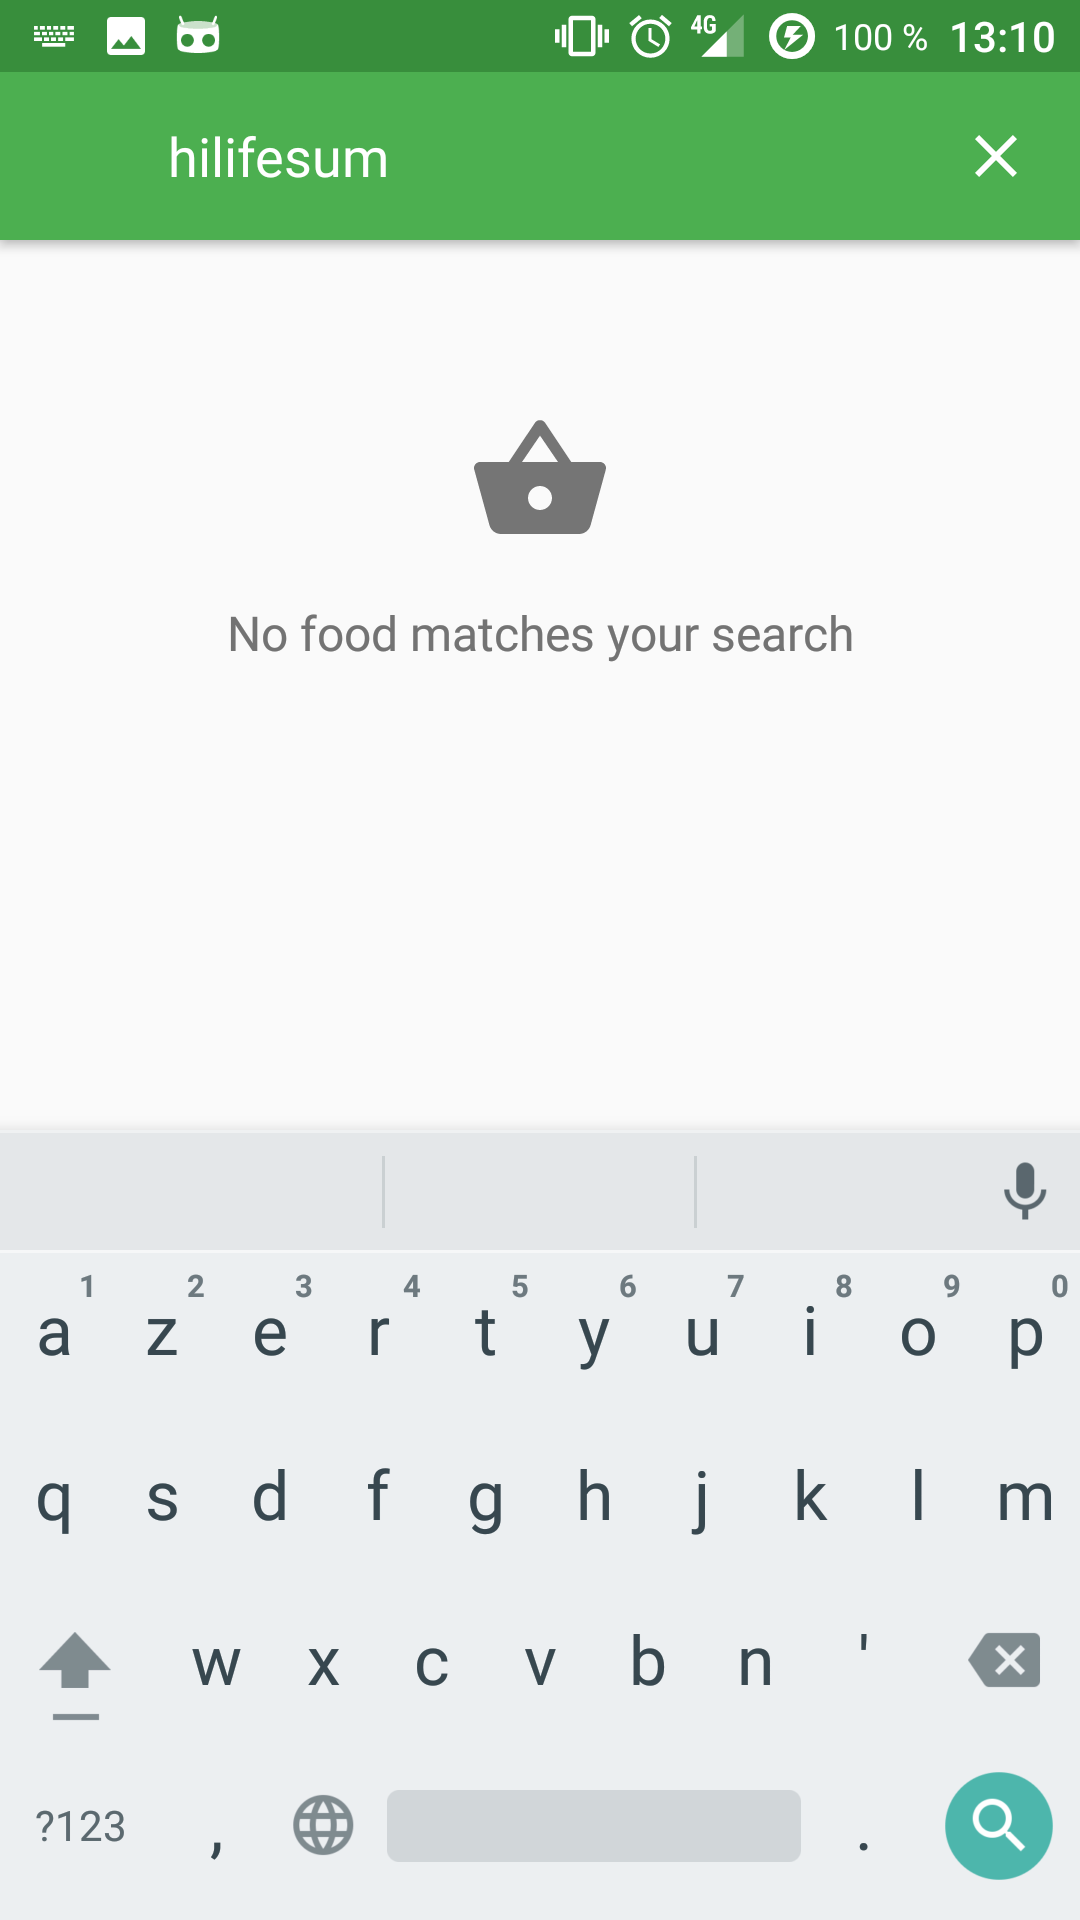 4G 100 % 13:10
hilifesum
No food matches your search
1 2 3 4 5 6 7 8 9 0
a z e r t y u i o p
q s d f g h j k l m
w x c v b n '
?123 , .